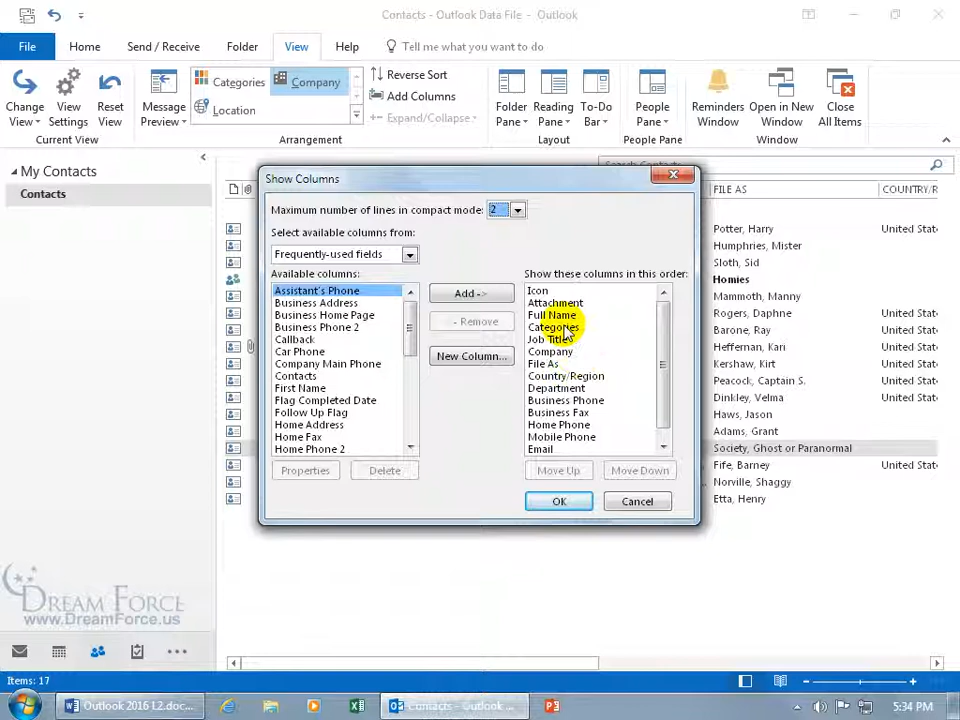 Contacts - Outlook Data File - Outlook
File Home Send / Receive Folder View Help Tell me what you want to do
Change View
View Settings
Reset View
Current View
Message Preview
Categories Company
Location
Reverse Sort
Add Columns
Expand/Collapse
Arrangement
Folder Pane
Reading Pane
To-Do Bar
Layout
People Pane
People Pane
Reminders Window
Open in New Window
Close All Items
Window
My Contacts
Contacts
Search Contacts
FILE AS COUNTRY/R
Potter, Harry United State
Humphries, Mister
Sloth, Sid
Homies
Mammoth, Manny
Rogers, Daphne United State
Barone, Ray United State
Heffernan, Kari United State
Kershaw, Kirt United State
Peacock, Captain S. United State
Dinkley, Velma United State
Haws, Jason
Adams, Grant
Society, Ghost or Paranormal
Fife, Barney United State
Norville, Shaggy
Etta, Henry
Show Columns
Maximum number of lines in compact mode: 2
Select available columns from:
Frequently-used fields
Available columns:
Assistant's Phone
Business Address
Business Home Page
Business Phone 2
Callback
Car Phone
Company Main Phone
Contacts
First Name
Flag Completed Date
Follow Up Flag
Home Address
Home Fax
Home Phone 2
Add ->
<- Remove
New Column...
Show these columns in this order:
Icon
Attachment
Full Name
Categories
Job Title
Company
File As
Country/Region
Department
Business Phone
Business Fax
Home Phone
Mobile Phone
Email
Properties Delete
Move Up Move Down
OK Cancel
DREAM FORCE
www.DreamForce.us
Items: 17
Outlook 2016 L2.doc...
Contacts - Outlook ...
5:34 PM